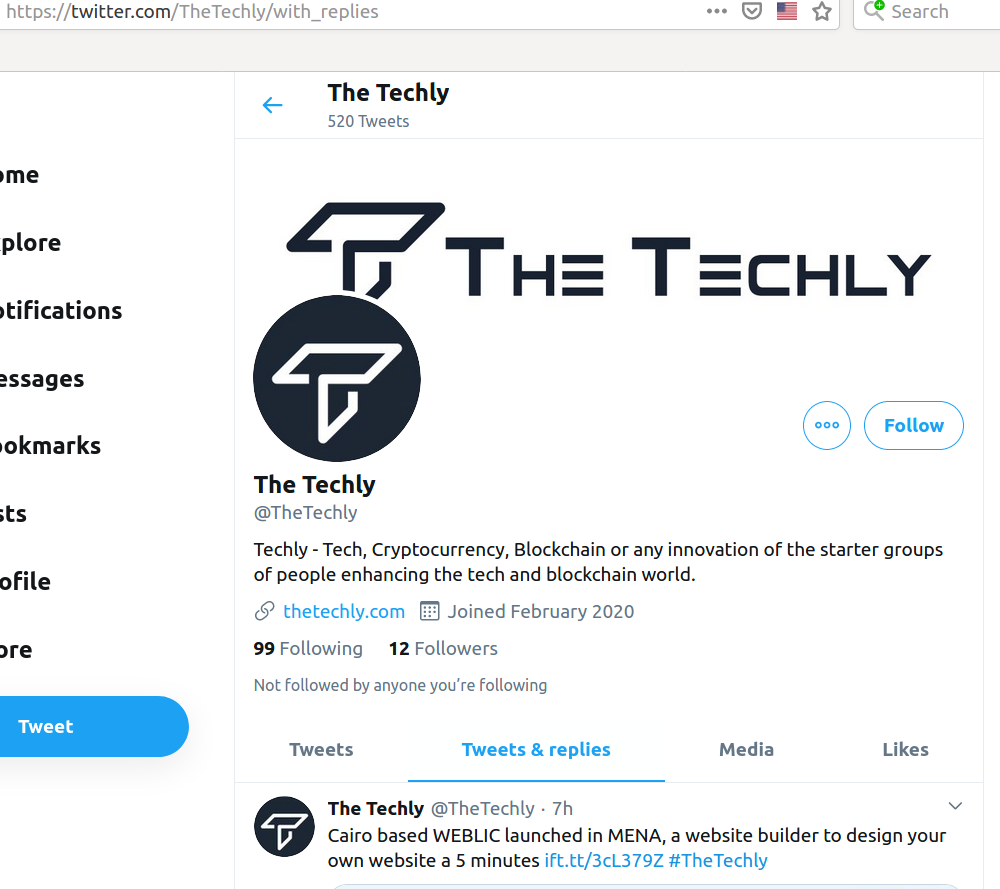 https://twitter.com/TheTechly/with_replies
Search
The Techly
520 Tweets
ome
plore
otifications
essages
ookmarks
sts
ofile
ore
Tweet
THE TECHLY
Follow
The Techly
@TheTechly
Techly - Tech, Cryptocurrency, Blockchain or any innovation of the starter groups
of people enhancing the tech and blockchain world.
thetechly.com Joined February 2020
99 Following 12 Followers
Not followed by anyone you're following
Tweets Tweets & replies Media Likes
The Techly @TheTechly · 7h
Cairo based WEBLIC launched in MENA, a website builder to design your
own website a 5 minutes ift.tt/3cL379Z #TheTechly